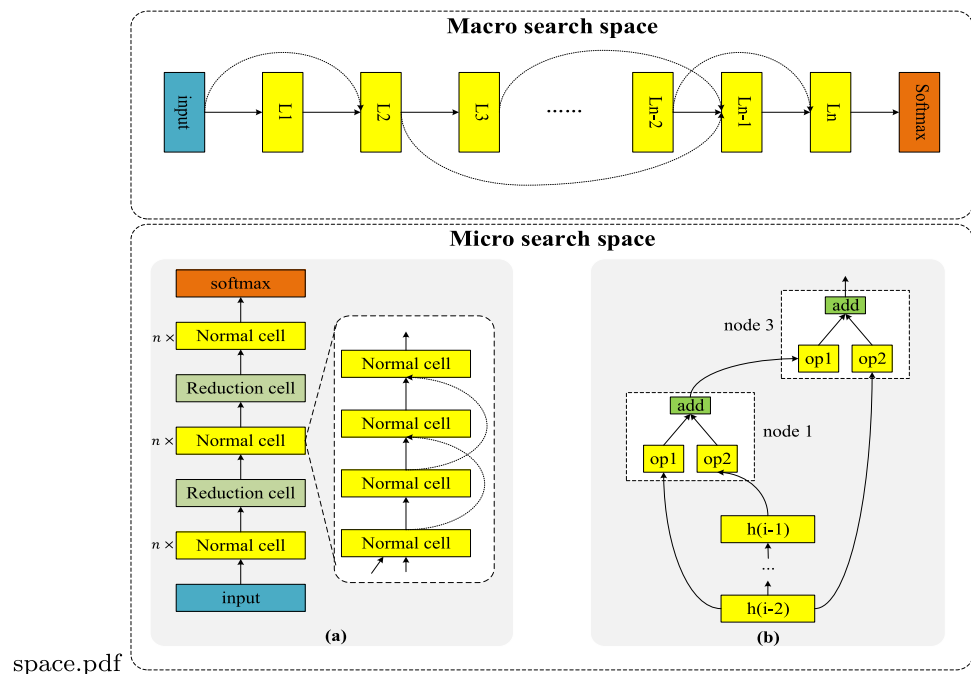 Macro search space
input
L1
L2
L3
......
Ln-2
Ln-1
Ln
Softmax
Micro search space
softmax
n × Normal cell
Reduction cell
n × Normal cell
Reduction cell
n × Normal cell
input
Normal cell
Normal cell
Normal cell
Normal cell
(a)
add
node 3
op1 op2
add
node 1
op1 op2
h(i-1)
...
h(i-2)
(b)
space.pdf